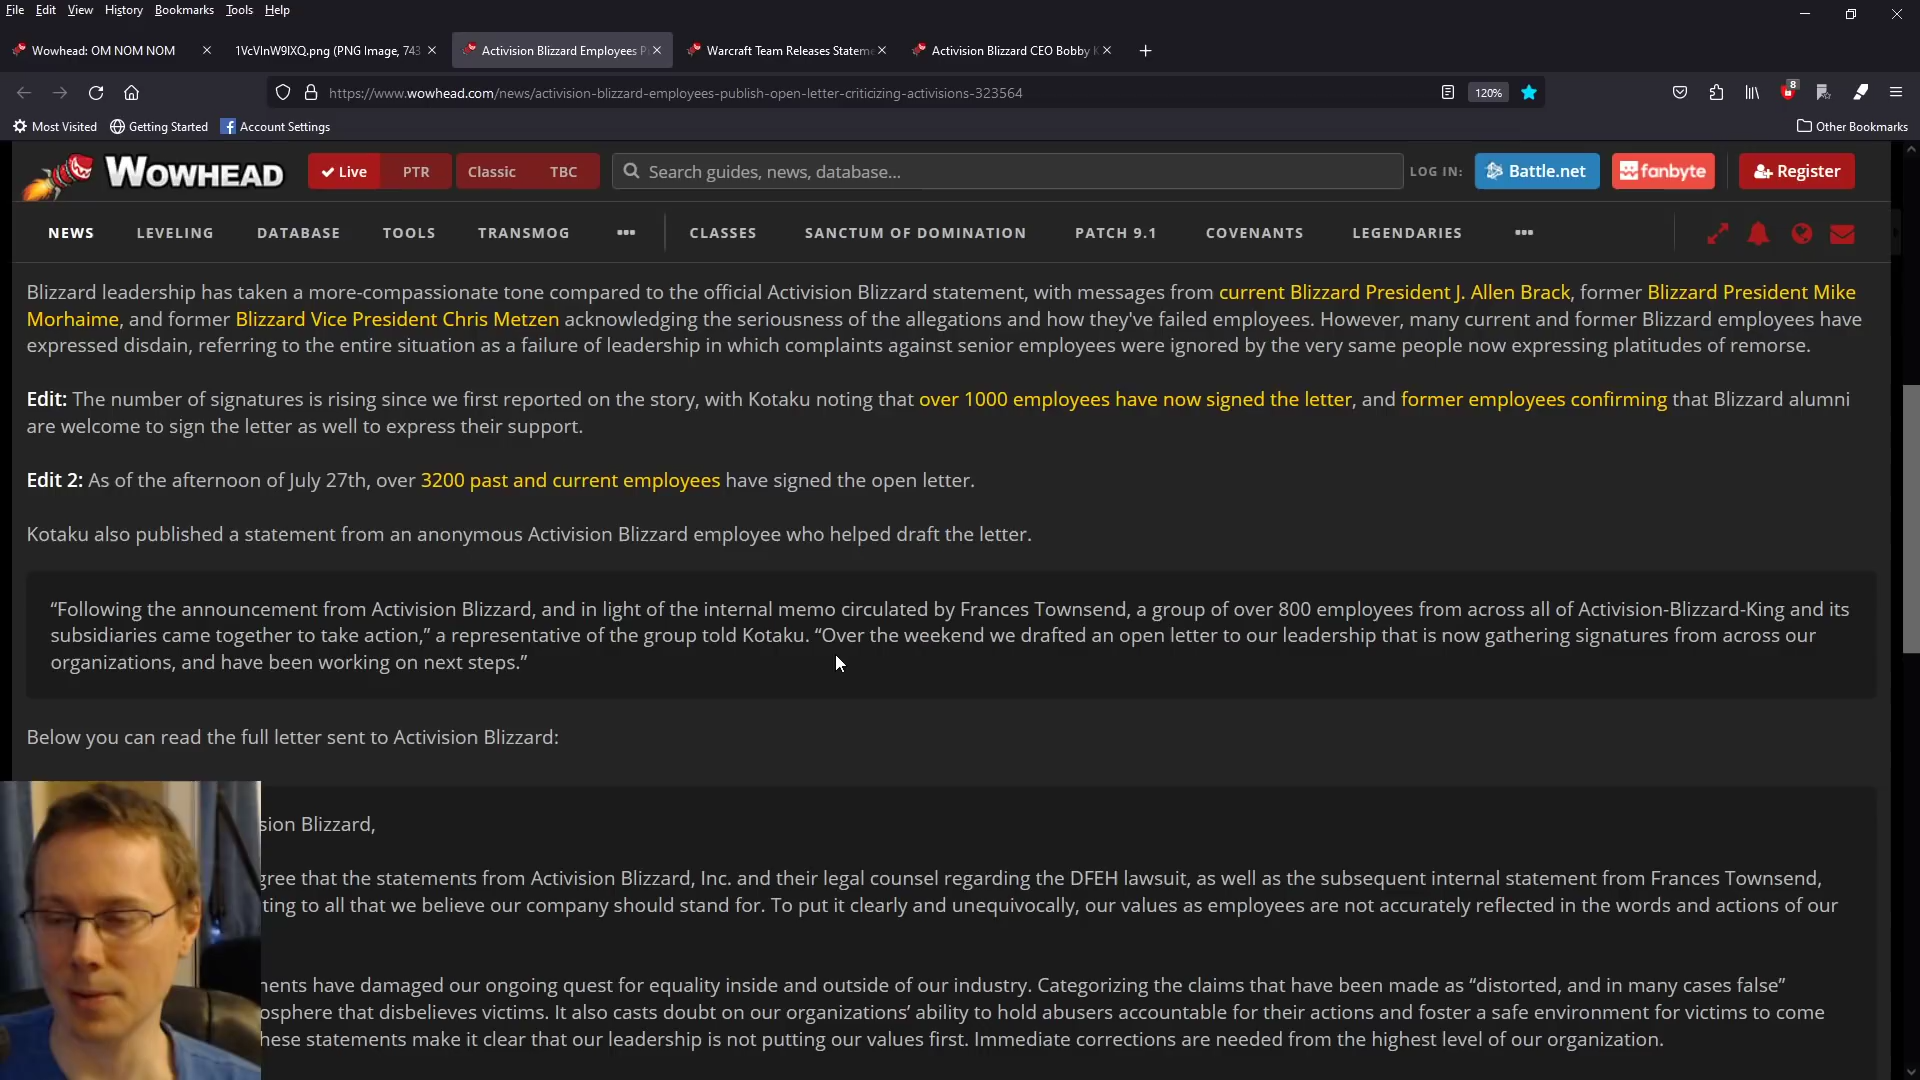 File Edit View History Bookmarks Tools Help
Wowhead: OM NOM NOM
1VcVlnW9IXQ.png (PNG Image, 743
Activision Blizzard Employees P
Warcraft Team Releases Stateme
Activision Blizzard CEO Bobby K
https://www.wowhead.com/news/activision-blizzard-employees-publish-open-letter-criticizing-activisions-323564
120%
8
Most Visited Getting Started Account Settings Other Bookmarks
WOWHEAD Live PTR Classic TBC Search guides, news, database... LOG IN: Battle.net fanbyte Register
NEWS LEVELING DATABASE TOOLS TRANSMOG ••• CLASSES SANCTUM OF DOMINATION PATCH 9.1 COVENANTS LEGENDARIES •••
Blizzard leadership has taken a more-compassionate tone compared to the official Activision Blizzard statement, with messages from current Blizzard President J. Allen Brack, former Blizzard President Mike
Morhaime, and former Blizzard Vice President Chris Metzen acknowledging the seriousness of the allegations and how they've failed employees. However, many current and former Blizzard employees have
expressed disdain, referring to the entire situation as a failure of leadership in which complaints against senior employees were ignored by the very same people now expressing platitudes of remorse.
Edit: The number of signatures is rising since we first reported on the story, with Kotaku noting that over 1000 employees have now signed the letter, and former employees confirming that Blizzard alumni
are welcome to sign the letter as well to express their support.
Edit 2: As of the afternoon of July 27th, over 3200 past and current employees have signed the open letter.
Kotaku also published a statement from an anonymous Activision Blizzard employee who helped draft the letter.
“Following the announcement from Activision Blizzard, and in light of the internal memo circulated by Frances Townsend, a group of over 800 employees from across all of Activision-Blizzard-King and its
subsidiaries came together to take action,” a representative of the group told Kotaku. “Over the weekend we drafted an open letter to our leadership that is now gathering signatures from across our
organizations, and have been working on next steps.”
Below you can read the full letter sent to Activision Blizzard:
sion Blizzard,
gree that the statements from Activision Blizzard, Inc. and their legal counsel regarding the DFEH lawsuit, as well as the subsequent internal statement from Frances Townsend,
ting to all that we believe our company should stand for. To put it clearly and unequivocally, our values as employees are not accurately reflected in the words and actions of our
ments have damaged our ongoing quest for equality inside and outside of our industry. Categorizing the claims that have been made as “distorted, and in many cases false”
osphere that disbelieves victims. It also casts doubt on our organizations’ ability to hold abusers accountable for their actions and foster a safe environment for victims to come
hese statements make it clear that our leadership is not putting our values first. Immediate corrections are needed from the highest level of our organization.